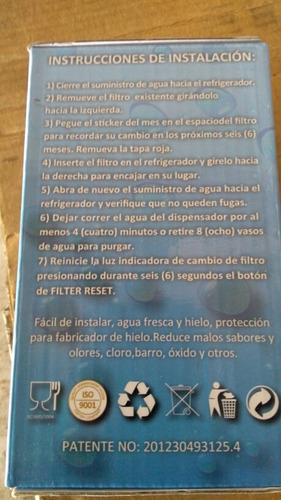 INSTRUCCIONES DE INSTALACIÓN:
1) Cierre el suministro de agua hacia el refrigerador.
2) Remueve el filtro existente girándolo
hacia la izquierda.
3) Pegue el sticker del mes en el espaciodel filtro
para recordar su cambio en los próximos seis (6)
meses. Remueva la tapa roja.
4) Inserte el filtro en el refrigerador y gírelo hacia
la derecha para encajar en su lugar.
5) Abra de nuevo el suministro de agua hacia el
refrigerador y verifique que no queden fugas.
6) Dejar correr el agua del dispensador por al
menos 4 (cuatro) minutos o retire 8 (ocho) vasos
de agua para purgar.
7) Reinicie la luz indicadora de cambio de filtro
presionando durante seis (6) segundos el botón
de FILTER RESET.
Fácil de instalar, agua fresca y hielo, protección
para fabricador de hielo.Reduce malos sabores y
olores, cloro,barro, óxido y otros.
ISO
9001
PATENTE NO: 201230493125.4